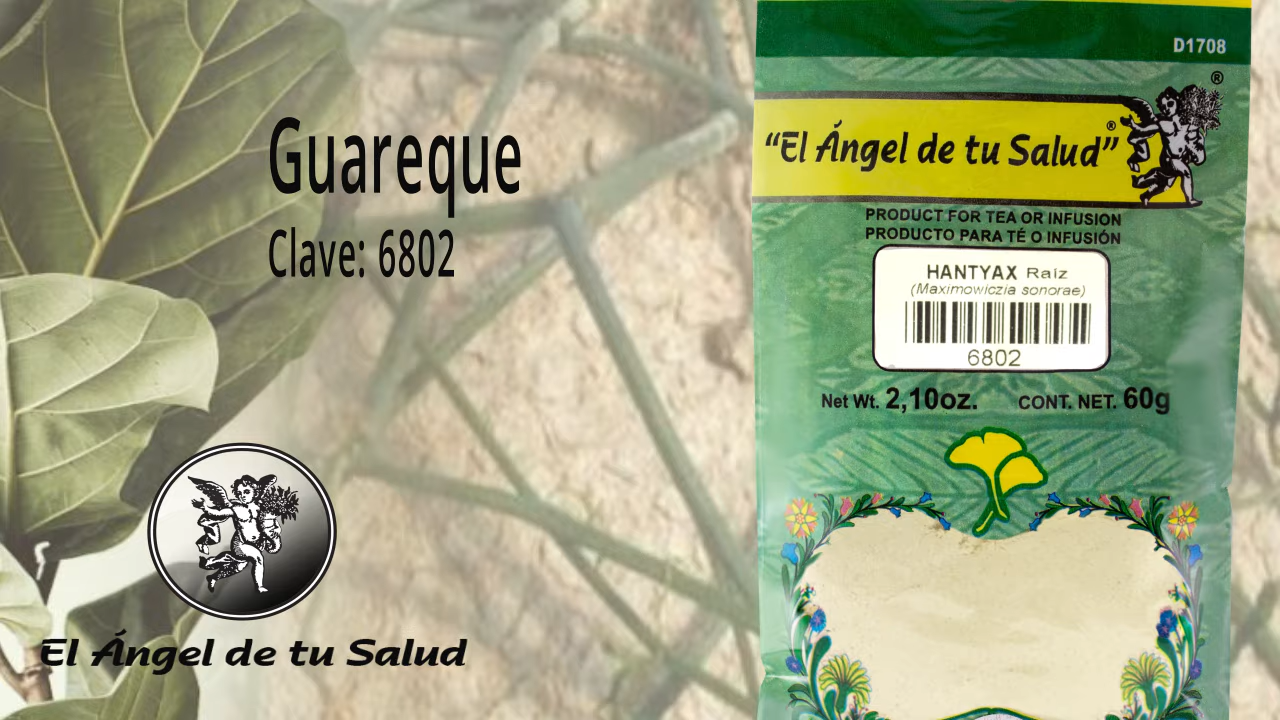 Guareque
Clave: 6802
El Ángel de tu Salud
D1708
®
“El Ángel de tu Salud”®
PRODUCT FOR TEA OR INFUSION
PRODUCTO PARA TÉ O INFUSIÓN
HANTYAX Raíz
(Maximowiczia sonorae)
6802
Net Wt. 2,10oz. CONT. NET. 60g